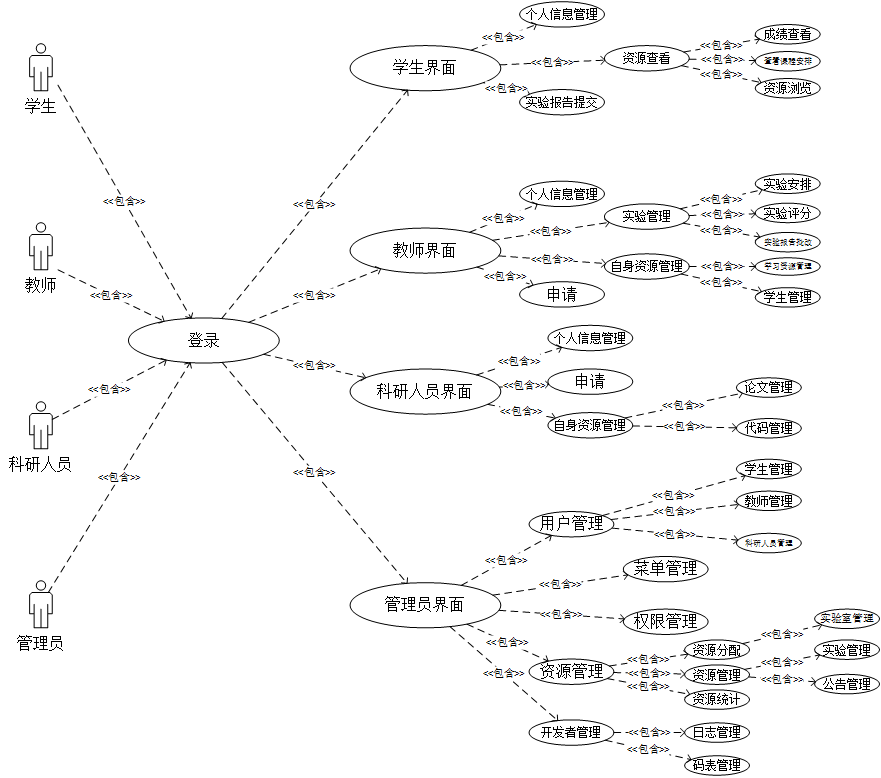 学生
教师
科研人员
管理员
<<包含>>
<<包含>>
<<包含>>
<<包含>>
登录
<<包含>>
<<包含>>
<<包含>>
<<包含>>
学生界面
<<包含>>
个人信息管理
<<包含>>
资源查看
<<包含>>
成绩查看
<<包含>>
查看课程安排
<<包含>>
资源浏览
<<包含>>
实验报告提交
教师界面
<<包含>>
个人信息管理
<<包含>>
实验管理
<<包含>>
实验安排
<<包含>>
实验评分
<<包含>>
实验报告批改
<<包含>>
自身资源管理
<<包含>>
学习资源管理
<<包含>>
学生管理
<<包含>>
申请
科研人员界面
<<包含>>
个人信息管理
<<包含>>
申请
<<包含>>
自身资源管理
<<包含>>
论文管理
<<包含>>
代码管理
管理员界面
<<包含>>
用户管理
<<包含>>
学生管理
<<包含>>
教师管理
<<包含>>
科研人员管理
<<包含>>
菜单管理
<<包含>>
权限管理
<<包含>>
资源管理
<<包含>>
资源分配
<<包含>>
实验室管理
<<包含>>
资源管理
<<包含>>
实验管理
<<包含>>
公告管理
<<包含>>
资源统计
<<包含>>
开发者管理
<<包含>>
日志管理
<<包含>>
码表管理